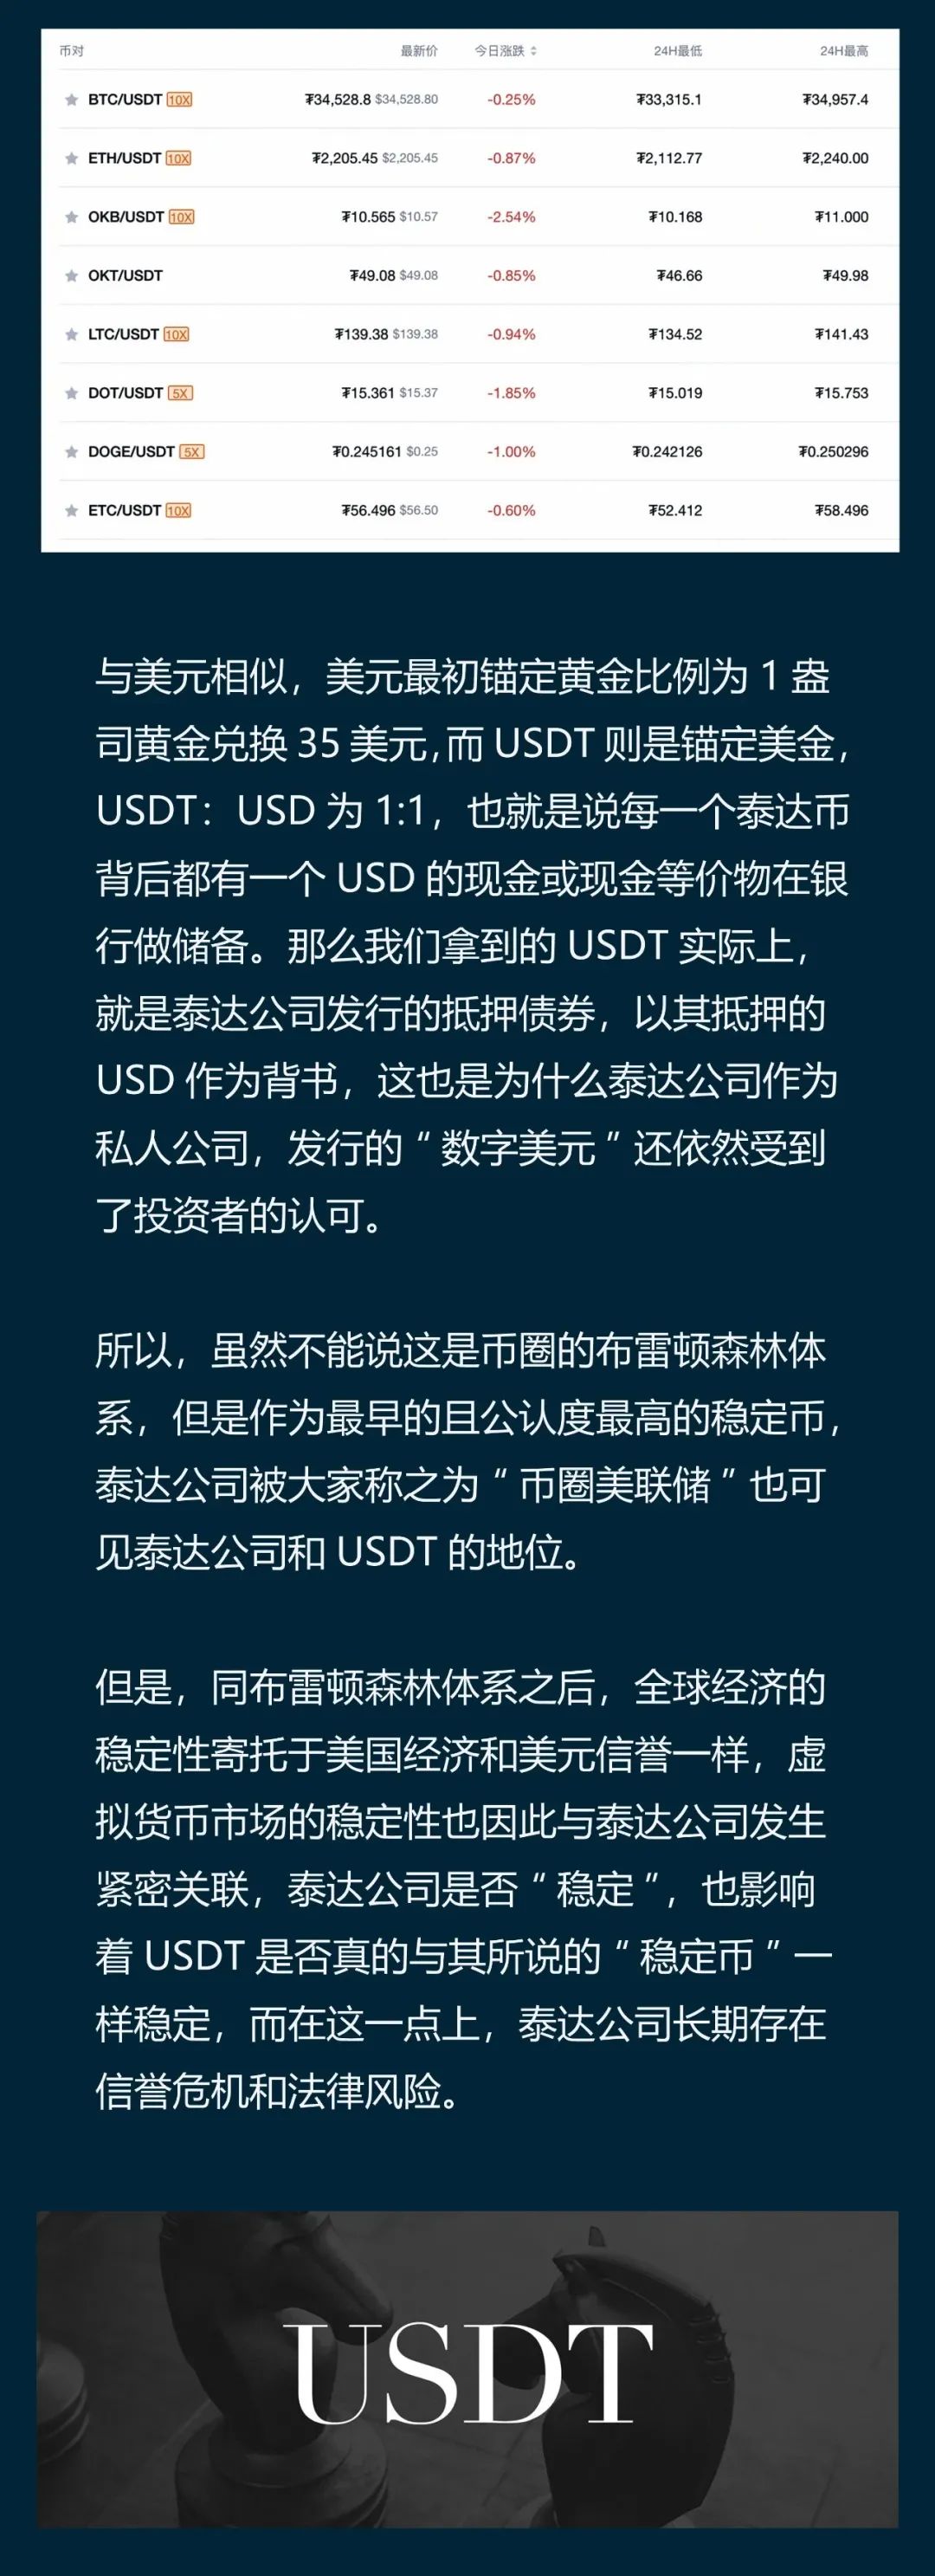 币对 最新价 今日涨跌 24H最低 24H最高
BTC/USDT 10X ₮34,528.8 $34,528.80 -0.25% ₮33,315.1 ₮34,957.4
ETH/USDT 10X ₮2,205.45 $2,205.45 -0.87% ₮2,112.77 ₮2,240.00
OKB/USDT 10X ₮10.565 $10.57 -2.54% ₮10.168 ₮11.000
OKT/USDT ₮49.08 $49.08 -0.85% ₮46.66 ₮49.98
LTC/USDT 10X ₮139.38 $139.38 -0.94% ₮134.52 ₮141.43
DOT/USDT 5X ₮15.361 $15.37 -1.85% ₮15.019 ₮15.753
DOGE/USDT 5X ₮0.245161 $0.25 -1.00% ₮0.242126 ₮0.250296
ETC/USDT 10X ₮56.496 $56.50 -0.60% ₮52.412 ₮58.496
与美元相似，美元最初锚定黄金比例为 1 盎
司黄金兑换 35 美元，而 USDT 则是锚定美金，
USDT：USD 为 1:1，也就是说每一个泰达币
背后都有一个 USD 的现金或现金等价物在银
行做储备。那么我们拿到的 USDT 实际上，
就是泰达公司发行的抵押债券，以其抵押的
USD 作为背书，这也是为什么泰达公司作为
私人公司，发行的“数字美元”还依然受到
了投资者的认可。
所以，虽然不能说这是币圈的布雷顿森林体
系，但是作为最早的且公认度最高的稳定币，
泰达公司被大家称之为“币圈美联储”也可
见泰达公司和 USDT 的地位。
但是，同布雷顿森林体系之后，全球经济的
稳定性寄托于美国经济和美元信誉一样，虚
拟货币市场的稳定性也因此与泰达公司发生
紧密关联，泰达公司是否“稳定”，也影响
着 USDT 是否真的与其所说的“稳定币”一
样稳定，而在这一点上，泰达公司长期存在
信誉危机和法律风险。
USDT